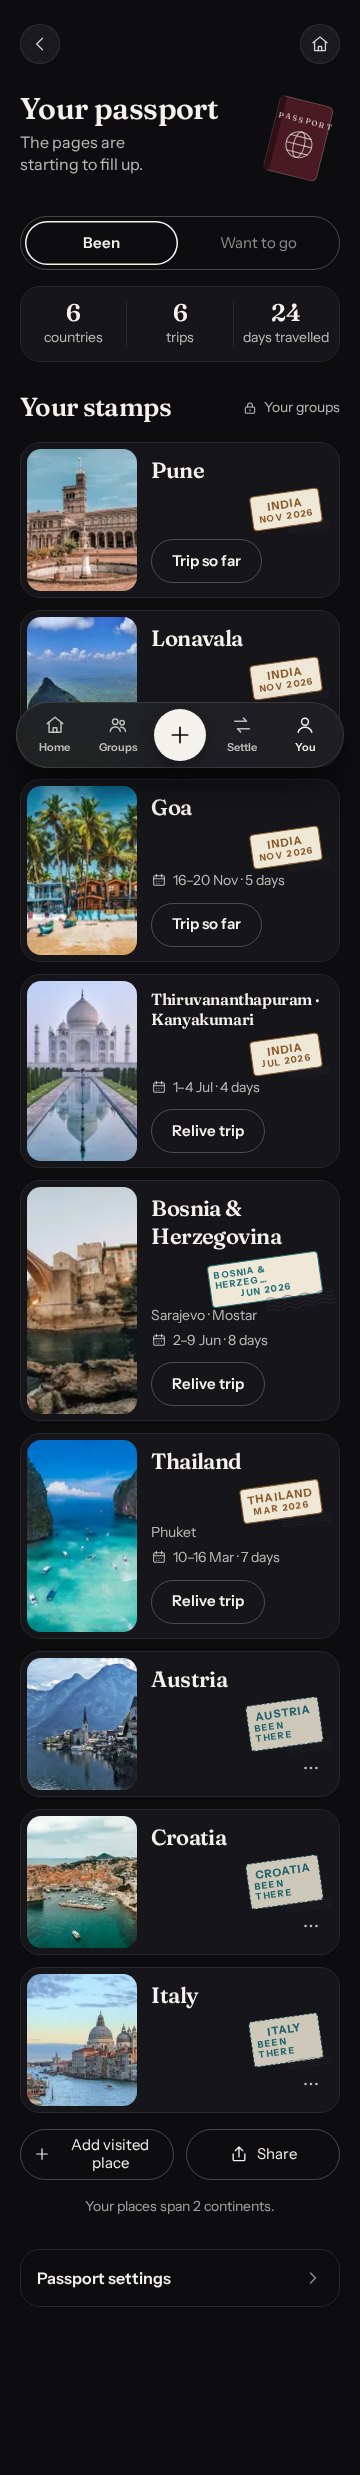 Your passport
The pages are
starting to fill up.
PASSPORT
Been
Want to go
6
countries
6
trips
24
days travelled
Your stamps
Your groups
Pune
INDIA
NOV 2026
Trip so far
Lonavala
INDIA
NOV 2026
Home
Groups
Settle
You
Goa
INDIA
NOV 2026
16–20 Nov · 5 days
Trip so far
Thiruvananthapuram ·
Kanyakumari
INDIA
JUL 2026
1–4 Jul · 4 days
Relive trip
Bosnia &
Herzegovina
BOSNIA &
HERZEG…
JUN 2026
Sarajevo · Mostar
2–9 Jun · 8 days
Relive trip
Thailand
THAILAND
MAR 2026
Phuket
10–16 Mar · 7 days
Relive trip
Austria
AUSTRIA
BEEN
THERE
Croatia
CROATIA
BEEN
THERE
Italy
ITALY
BEEN
THERE
Add visited
place
Share
Your places span 2 continents.
Passport settings